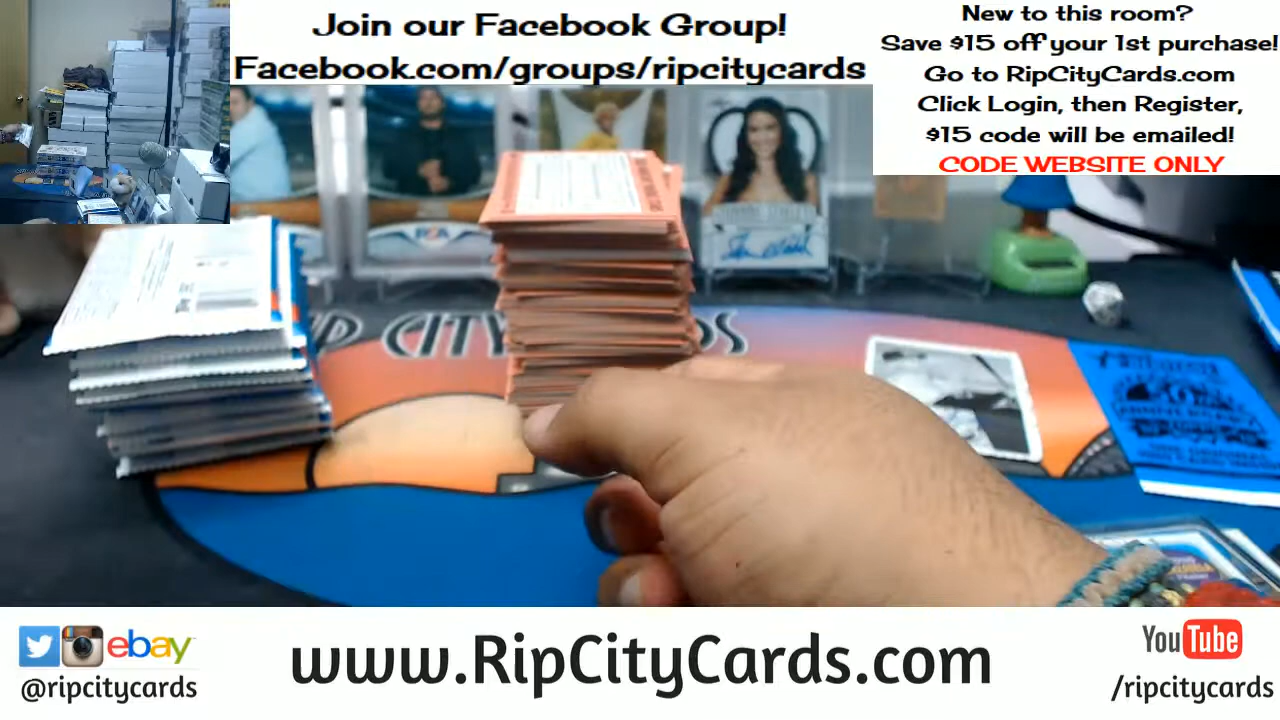 Join our Facebook Group!
Facebook.com/groups/ripcitycards
New to this room?
Save $15 off your 1st purchase!
Go to RipCityCards.com
Click Login, then Register,
$15 code will be emailed!
CODE WEBSITE ONLY
CITY
ebay
@ripcitycards
www.RipCityCards.com
YouTube
/ripcitycards